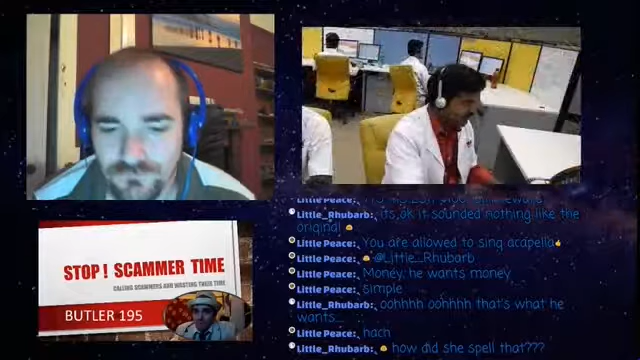 STOP! SCAMMER TIME
CALLING SCAMMERS AND WASTING THEIR TIME
BUTLER 195
Little Peace:
Little_Rhubarb: its ok it sounded nothing like the
original
Little Peace: You are allowed to sing acapella
Little Peace: @Little_Rhubarb
Little Peace: Money. he wants money
Little Peace: simple
Little_Rhubarb: oohhhh oohhhh that's what he
wants...
Little Peace: hach
Little_Rhubarb: how did she spell that???